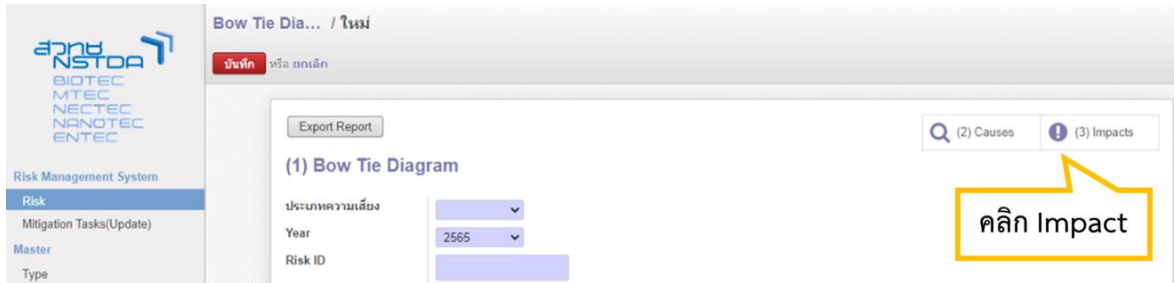 สวทช
NSTDA
BIOTEC
MTEC
NECTEC
NANOTEC
ENTEC
Risk Management System
Risk
Mitigation Tasks(Update)
Master
Type
Bow Tie Dia... / ใหม่
บันทึก หรือ ยกเลิก
Export Report
(2) Causes
(3) Impacts
(1) Bow Tie Diagram
ประเภทความเสี่ยง
Year 2565
Risk ID
คลิก Impact